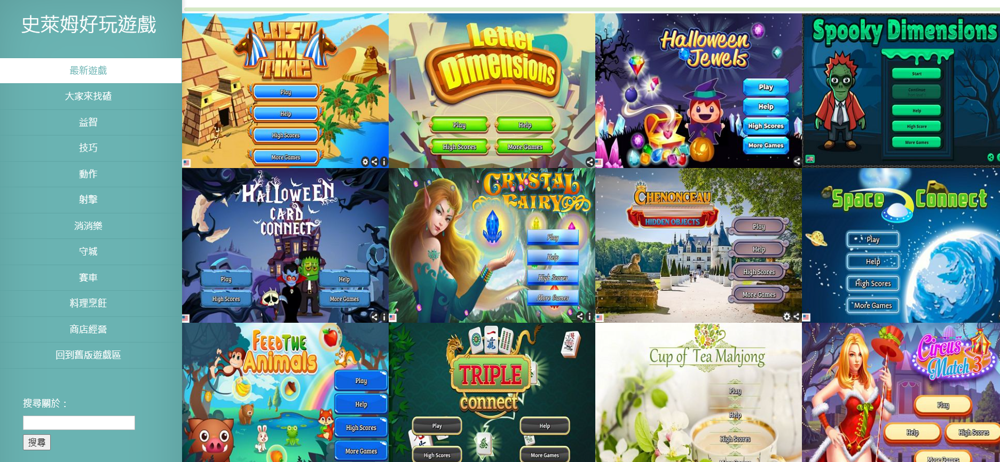 史萊姆好玩遊戲
最新遊戲
大家來找碴
益智
技巧
動作
射擊
消消樂
守城
賽車
料理烹飪
商店經營
回到舊版遊戲區
搜尋關於：
搜尋
LOST
IN
TIME
Play
Help
High Scores
More Games
Letter
Dimensions
Play
Help
High Scores
More Games
Halloween
Jewels
Play
Help
High Scores
More Games
Spooky Dimensions
Start
Continue
Help
High Score
More Games
HALLOWEEN
CARD
CONNECT
Play
Help
High Scores
More Games
CRYSTAL
FAIRY
Play
Help
High Scores
More Games
CHENONCEAU
HIDDEN OBJECTS
Play
Help
High Scores
More Games
Space Connect
Play
Help
High Scores
More Games
FEED THE
Animals
Play
Help
High Scores
More Games
TRIPLE
connect
Play
Help
High Scores
More Games
Cup of Tea Mahjong
Play
Help
High Scores
More Games
Circus
Match 3
Play
Help
High Scores
More Games